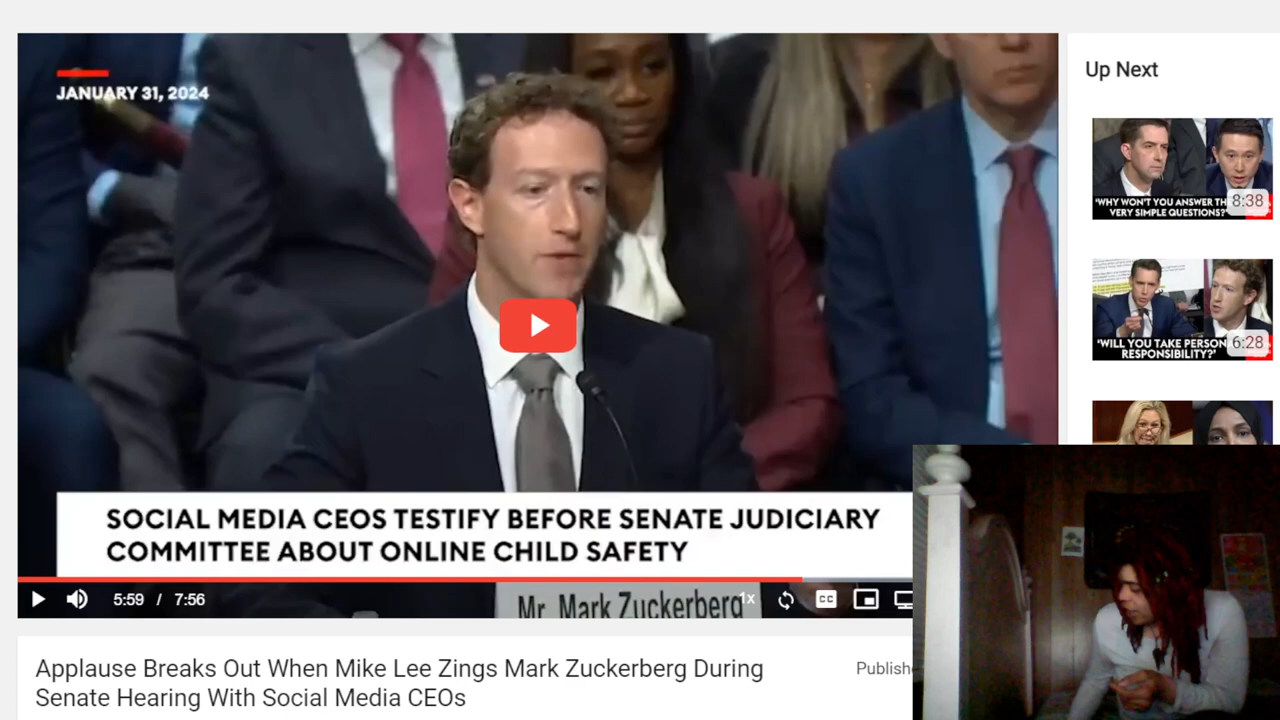 JANUARY 31, 2024
SOCIAL MEDIA CEOS TESTIFY BEFORE SENATE JUDICIARY
COMMITTEE ABOUT ONLINE CHILD SAFETY
5:59 / 7:56
Mr. Mark Zuckerberg
1x
CC
Applause Breaks Out When Mike Lee Zings Mark Zuckerberg During
Senate Hearing With Social Media CEOs
Publishe
Up Next
'WHY WON'T YOU ANSWER THE
VERY SIMPLE QUESTIONS?'
8:38
'WILL YOU TAKE PERSON
RESPONSIBILITY?'
6:28